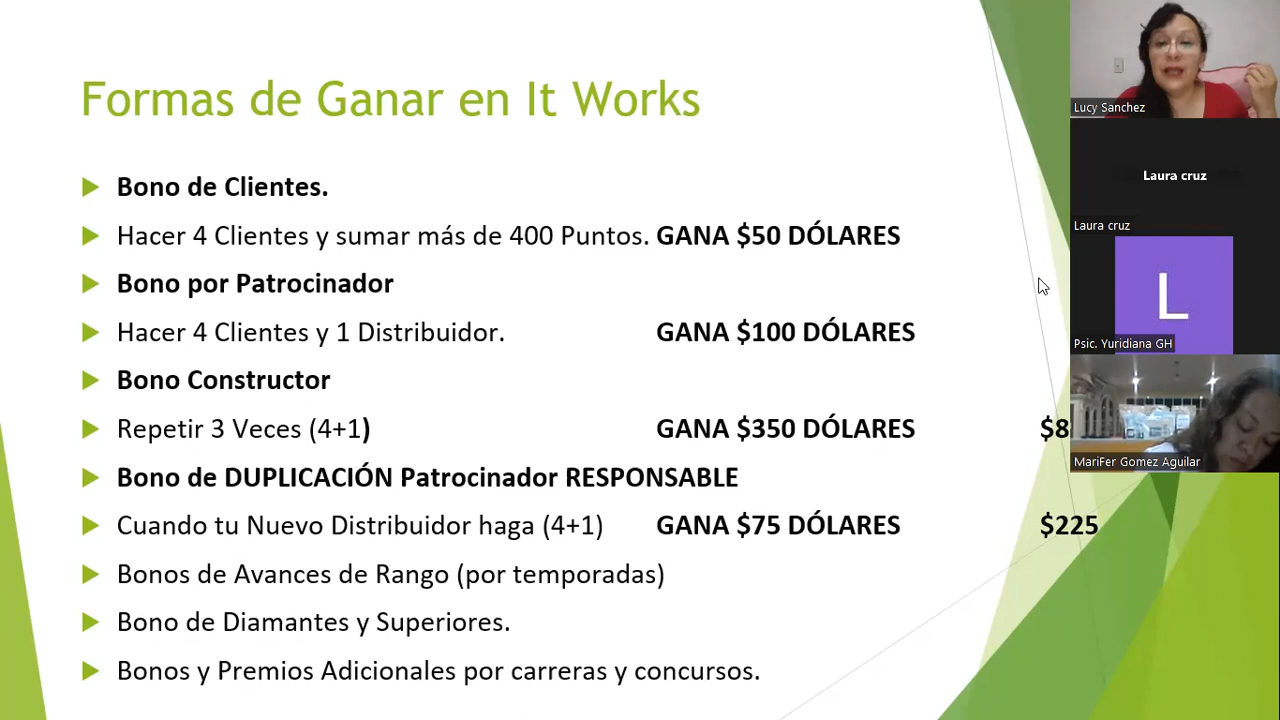 Formas de Ganar en It Works
Bono de Clientes.
Hacer 4 Clientes y sumar más de 400 Puntos. GANA $50 DÓLARES
Bono por Patrocinador
Hacer 4 Clientes y 1 Distribuidor. GANA $100 DÓLARES
Bono Constructor
Repetir 3 Veces (4+1) GANA $350 DÓLARES $8
Bono de DUPLICACIÓN Patrocinador RESPONSABLE
Cuando tu Nuevo Distribuidor haga (4+1) GANA $75 DÓLARES $225
Bonos de Avances de Rango (por temporadas)
Bono de Diamantes y Superiores.
Bonos y Premios Adicionales por carreras y concursos.
Lucy Sanchez
Laura cruz
Laura cruz
L
Psic. Yuridiana GH
MariFer Gomez Aguilar